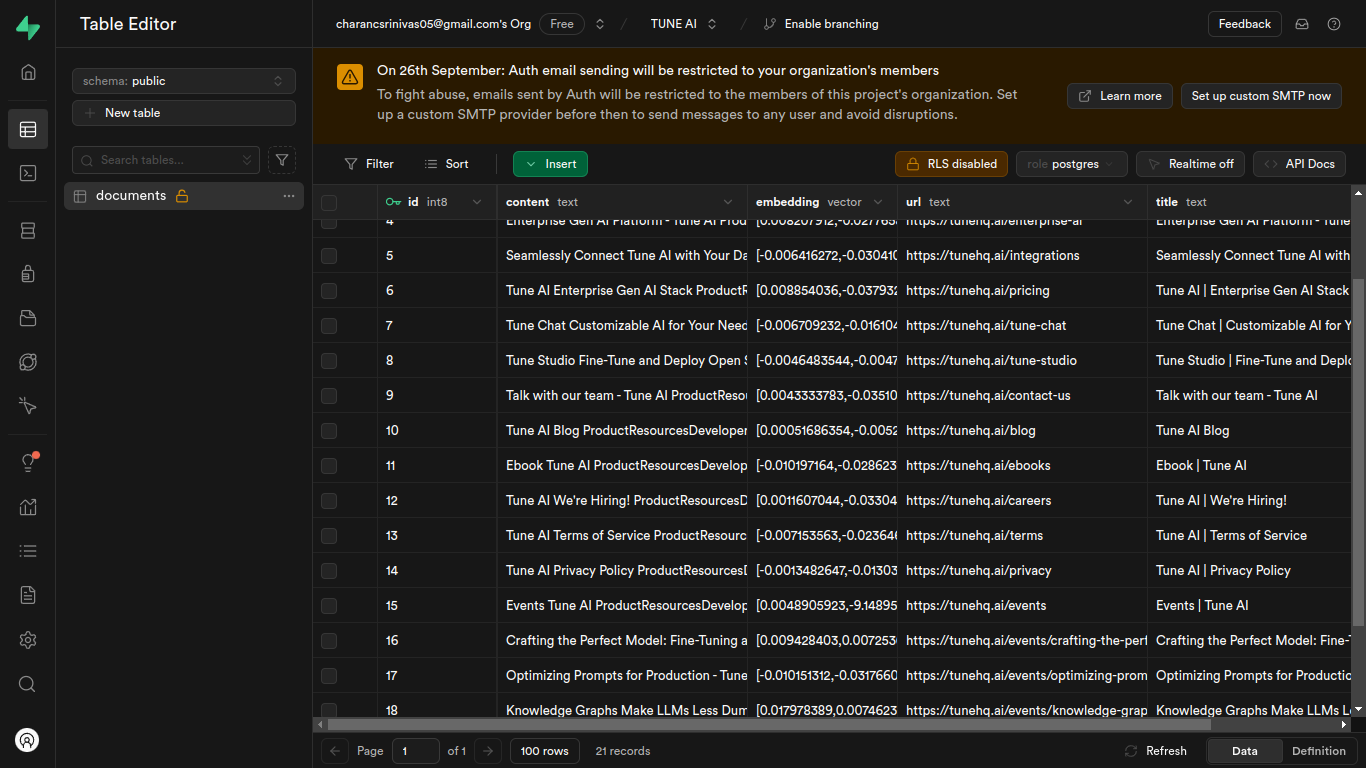 Table Editor
charancsrinivas05@gmail.com's Org Free / TUNE AI / Enable branching Feedback
schema: public
New table
Search tables...
documents
On 26th September: Auth email sending will be restricted to your organization's members
To fight abuse, emails sent by Auth will be restricted to the members of this project's organization. Set
up a custom SMTP provider before then to send messages to any user and avoid disruptions.
Learn more Set up custom SMTP now
Filter Sort Insert RLS disabled role postgres Realtime off API Docs
id int8 content text embedding vector url text title text
4 Enterprise Gen AI Platform - Tune AI Prod [0.008207912,-0.027765 https://tunehq.ai/enterprise-ai Enterprise Gen AI Platform - Tune
5 Seamlessly Connect Tune AI with Your Da [-0.006416272,-0.030410 https://tunehq.ai/integrations Seamlessly Connect Tune AI with
6 Tune AI Enterprise Gen AI Stack ProductR [0.008854036,-0.037932 https://tunehq.ai/pricing Tune AI | Enterprise Gen AI Stack
7 Tune Chat Customizable AI for Your Need [-0.006709232,-0.016104 https://tunehq.ai/tune-chat Tune Chat | Customizable AI for Y
8 Tune Studio Fine-Tune and Deploy Open S [-0.0046483544,-0.0047 https://tunehq.ai/tune-studio Tune Studio | Fine-Tune and Deplo
9 Talk with our team - Tune AI ProductReso [0.0043333783,-0.03510 https://tunehq.ai/contact-us Talk with our team - Tune AI
10 Tune AI Blog ProductResourcesDeveloper [0.00051686354,-0.0052 https://tunehq.ai/blog Tune AI Blog
11 Ebook Tune AI ProductResourcesDevelop [-0.010197164,-0.028623 https://tunehq.ai/ebooks Ebook | Tune AI
12 Tune AI We're Hiring! ProductResourcesD [0.0011607044,-0.03304 https://tunehq.ai/careers Tune AI | We're Hiring!
13 Tune AI Terms of Service ProductResourc [-0.007153563,-0.023646 https://tunehq.ai/terms Tune AI | Terms of Service
14 Tune AI Privacy Policy ProductResourcesD [-0.0013482647,-0.01303 https://tunehq.ai/privacy Tune AI | Privacy Policy
15 Events Tune AI ProductResourcesDevelop [0.0048905923,-9.14895 https://tunehq.ai/events Events | Tune AI
16 Crafting the Perfect Model: Fine-Tuning a [0.009428403,0.007253 https://tunehq.ai/events/crafting-the-perf Crafting the Perfect Model: Fine-T
17 Optimizing Prompts for Production - Tune [-0.010151312,-0.0317660 https://tunehq.ai/events/optimizing-prom Optimizing Prompts for Productio
18 Knowledge Graphs Make LLMs Less Dum [0.017978389,0.0074623 https://tunehq.ai/events/knowledge-grap Knowledge Graphs Make LLMs L
Page 1 of 1 100 rows 21 records Refresh Data Definition